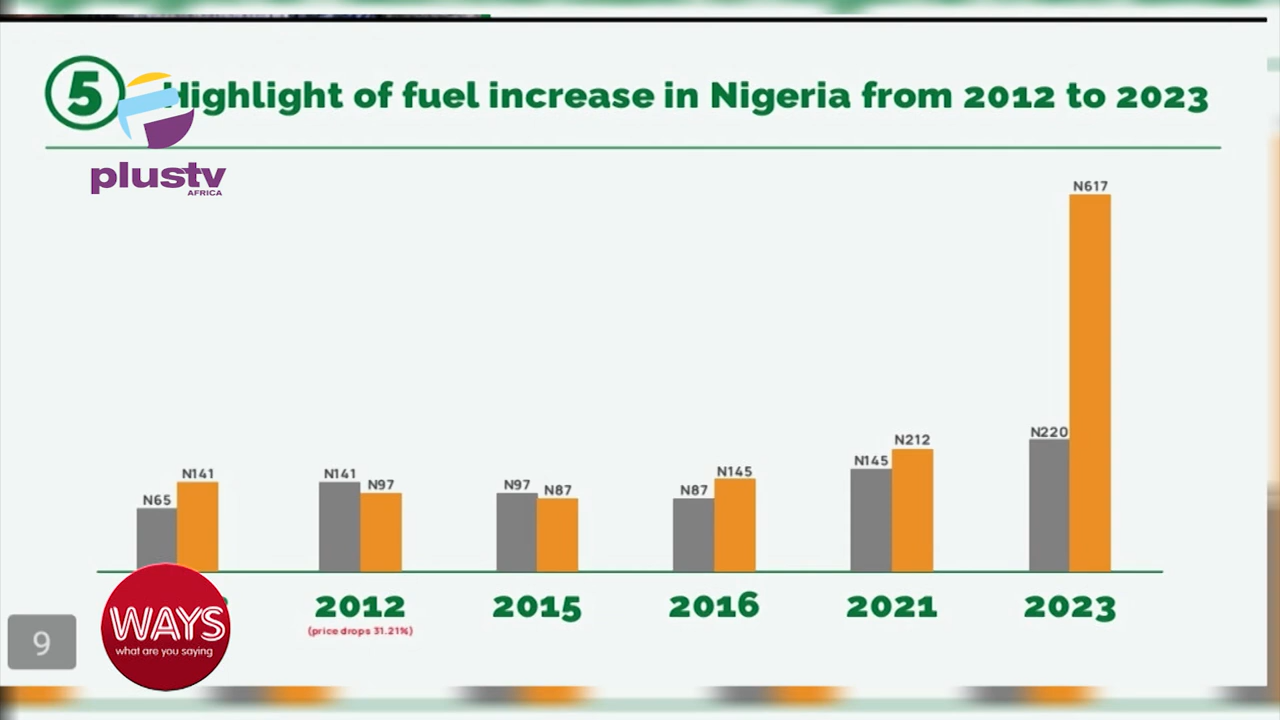 5 Highlight of fuel increase in Nigeria from 2012 to 2023
plustv
AFRICA
N617
N220
N212
N145
N141
N65
N141
N97
N97
N87
N87
N145
2012
2015
2016
2021
2023
(price drops 31.21%)
9
WAYS
what are you saying